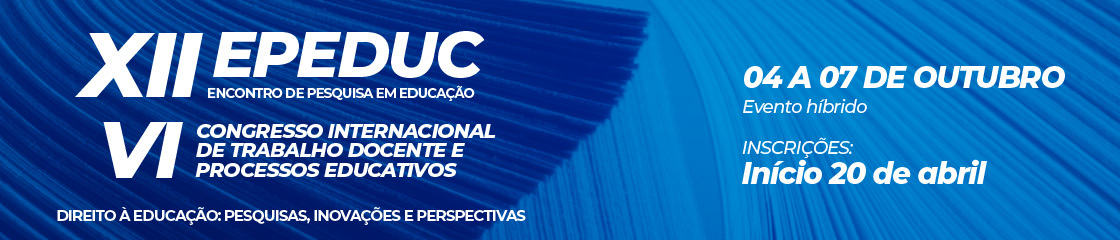 XII EPEDUC
ENCONTRO DE PESQUISA EM EDUCAÇÃO
VI CONGRESSO INTERNACIONAL
DE TRABALHO DOCENTE E
PROCESSOS EDUCATIVOS
DIREITO À EDUCAÇÃO: PESQUISAS, INOVAÇÕES E PERSPECTIVAS
04 A 07 DE OUTUBRO
Evento híbrido
INSCRIÇÕES:
Início 20 de abril